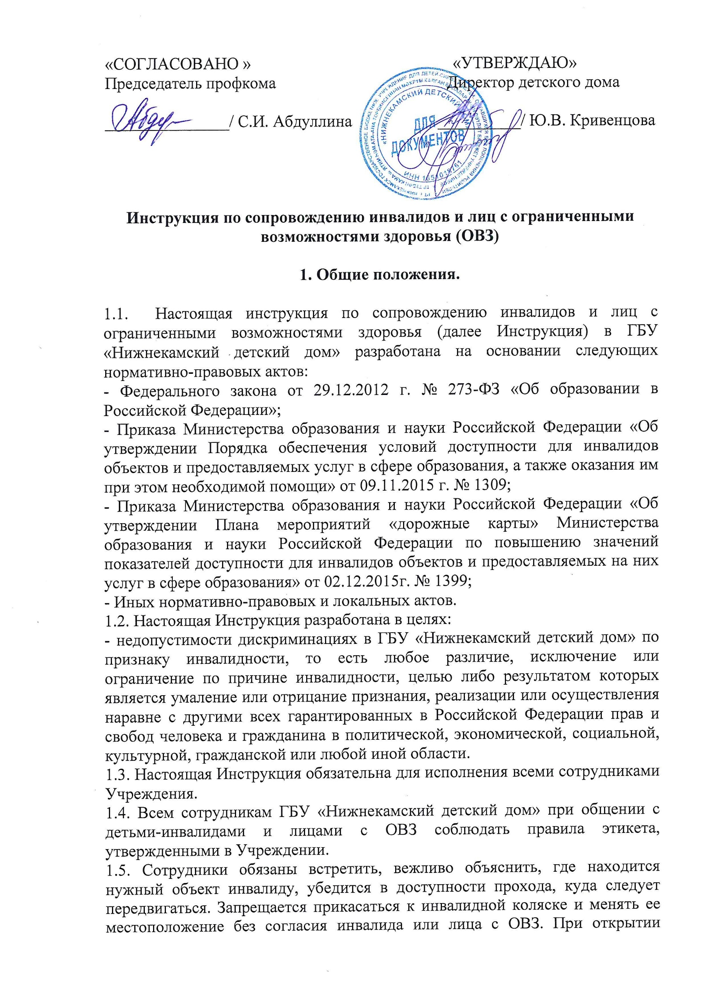 «СОГЛАСОВАНО » «УТВЕРЖДАЮ»
Председатель профкома Директор детского дома
/ С.И. Абдуллина / Ю.В. Кривенцова
«НИЖНЕКАМСКИЙ ДЕТСКИЙ
ДЛЯ
ДОКУМЕНТОВ
ИНН 1651018761
Инструкция по сопровождению инвалидов и лиц с ограниченными
возможностями здоровья (ОВЗ)
1. Общие положения.
1.1. Настоящая инструкция по сопровождению инвалидов и лиц с
ограниченными возможностями здоровья (далее Инструкция) в ГБУ
«Нижнекамский детский дом» разработана на основании следующих
нормативно-правовых актов:
- Федерального закона от 29.12.2012 г. № 273-ФЗ «Об образовании в
Российской Федерации»;
- Приказа Министерства образования и науки Российской Федерации «Об
утверждении Порядка обеспечения условий доступности для инвалидов
объектов и предоставляемых услуг в сфере образования, а также оказания им
при этом необходимой помощи» от 09.11.2015 г. № 1309;
- Приказа Министерства образования и науки Российской Федерации «Об
утверждении Плана мероприятий «дорожные карты» Министерства
образования и науки Российской Федерации по повышению значений
показателей доступности для инвалидов объектов и предоставляемых на них
услуг в сфере образования» от 02.12.2015г. № 1399;
- Иных нормативно-правовых и локальных актов.
1.2. Настоящая Инструкция разработана в целях:
- недопустимости дискриминациях в ГБУ «Нижнекамский детский дом» по
признаку инвалидности, то есть любое различие, исключение или
ограничение по причине инвалидности, целью либо результатом которых
является умаление или отрицание признания, реализации или осуществления
наравне с другими всех гарантированных в Российской Федерации прав и
свобод человека и гражданина в политической, экономической, социальной,
культурной, гражданской или любой иной области.
1.3. Настоящая Инструкция обязательна для исполнения всеми сотрудниками
Учреждения.
1.4. Всем сотрудникам ГБУ «Нижнекамский детский дом» при общении с
детьми-инвалидами и лицами с ОВЗ соблюдать правила этикета,
утвержденными в Учреждении.
1.5. Сотрудники обязаны встретить, вежливо объяснить, где находится
нужный объект инвалиду, убедится в доступности прохода, куда следует
передвигаться. Запрещается прикасаться к инвалидной коляске и менять ее
местоположение без согласия инвалида или лица с ОВЗ. При открытии